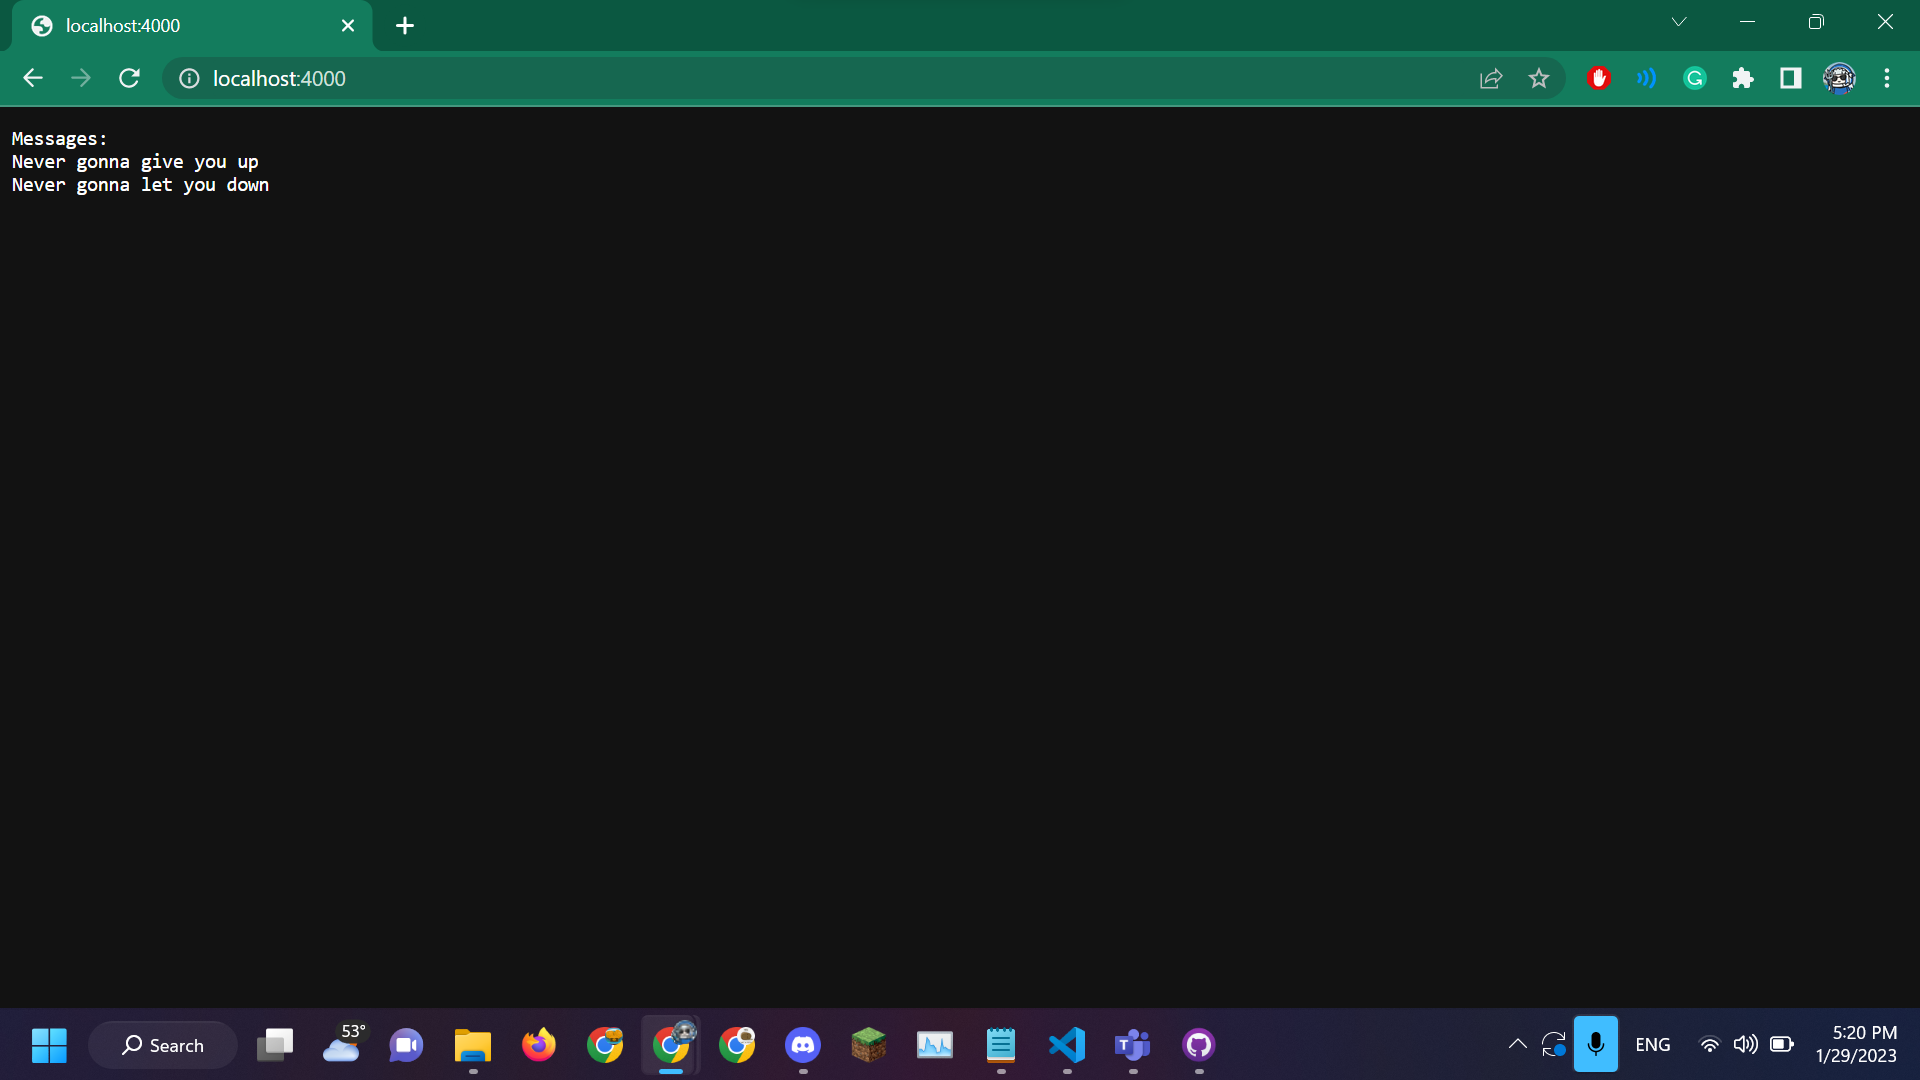 localhost:4000
localhost:4000
Messages:
Never gonna give you up
Never gonna let you down
Search
53°
ENG
5:20 PM
1/29/2023